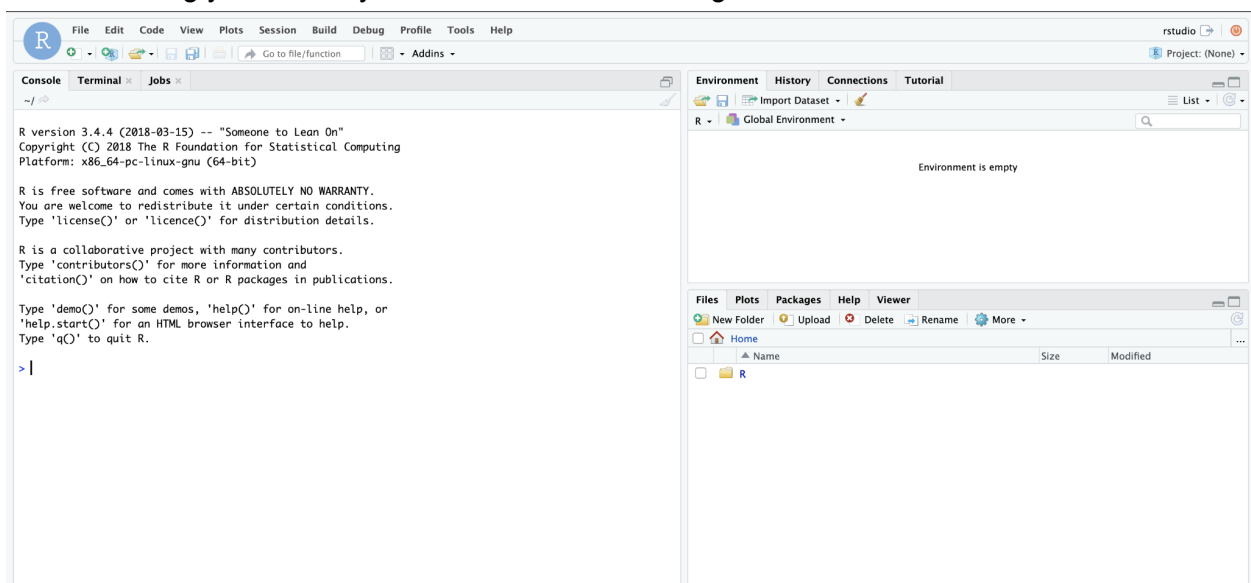 R
File Edit Code View Plots Session Build Debug Profile Tools Help
rstudio
Go to file/function
Addins
Project: (None)
Console Terminal Jobs
~/
R version 3.4.4 (2018-03-15) -- "Someone to Lean On"
Copyright (C) 2018 The R Foundation for Statistical Computing
Platform: x86_64-pc-linux-gnu (64-bit)
R is free software and comes with ABSOLUTELY NO WARRANTY.
You are welcome to redistribute it under certain conditions.
Type 'license()' or 'licence()' for distribution details.
R is a collaborative project with many contributors.
Type 'contributors()' for more information and
'citation()' on how to cite R or R packages in publications.
Type 'demo()' for some demos, 'help()' for on-line help, or
'help.start()' for an HTML browser interface to help.
Type 'q()' to quit R.
>
Environment History Connections Tutorial
Import Dataset
List
R Global Environment
Environment is empty
Files Plots Packages Help Viewer
New Folder Upload Delete Rename More
Home
...
Name Size Modified
R